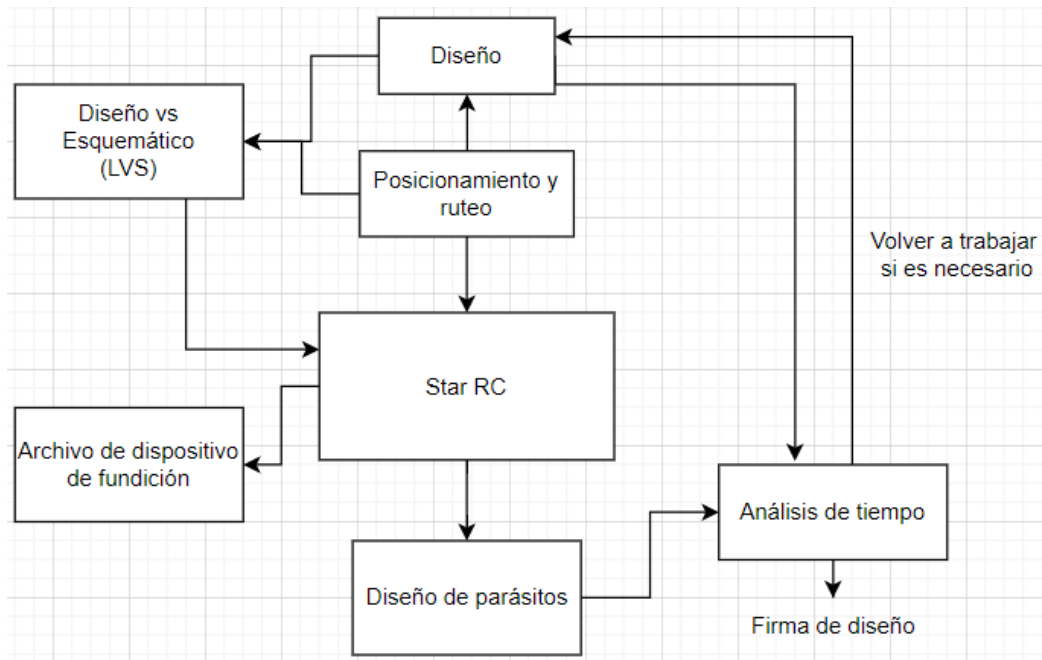 Diseño
Diseño vs
Esquemático
(LVS)
Posicionamiento y
ruteo
Volver a trabajar
si es necesario
Star RC
Archivo de dispositivo
de fundición
Análisis de tiempo
Diseño de parásitos
Firma de diseño